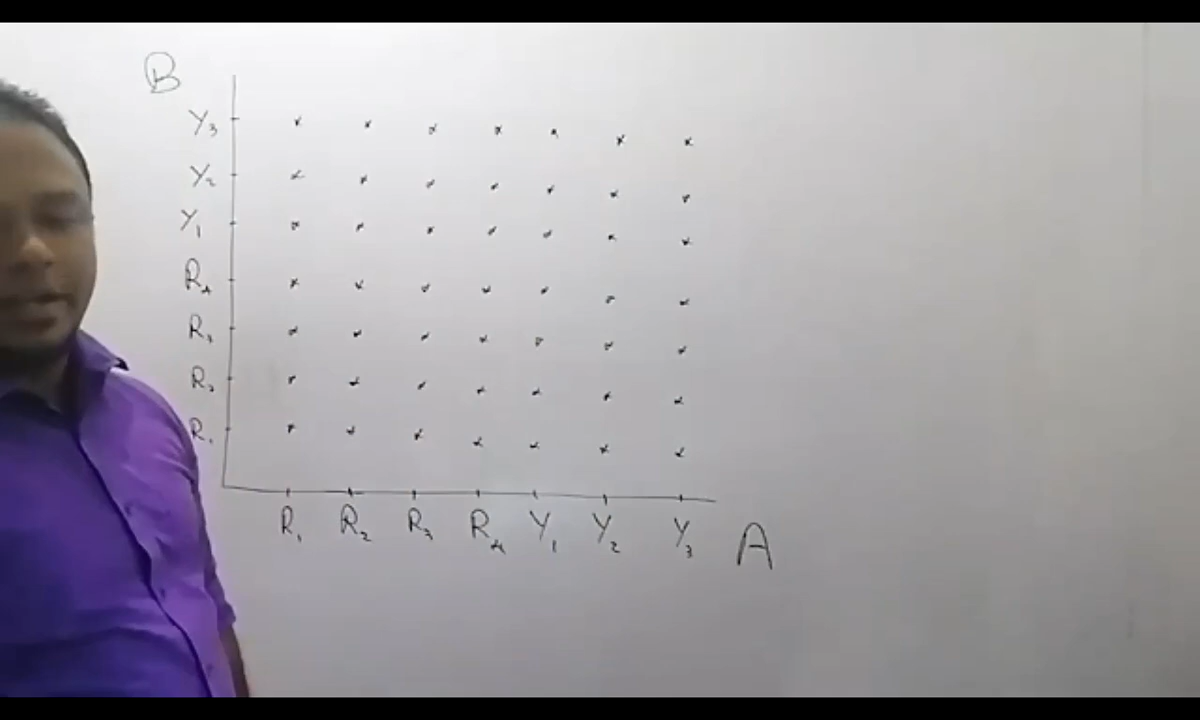 B
Y₃
Y₂
Y₁
R₄
R₃
R₂
R₁
R₁ R₂ R₃ R₄ Y₁ Y₂ Y₃ A